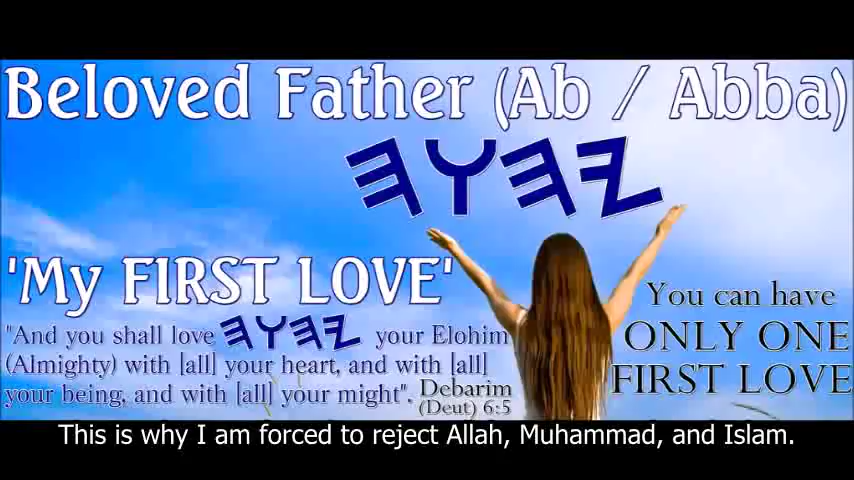 Beloved Father (Ab / Abba)
𐤉𐤄𐤅𐤄
'My FIRST LOVE'
"And you shall love 𐤉𐤄𐤅𐤄 your Elohim
(Almighty) with [all] your heart, and with [all]
your being, and with [all] your might". Debarim
(Deut) 6:5
You can have
ONLY ONE
FIRST LOVE
This is why I am forced to reject Allah, Muhammad, and Islam.